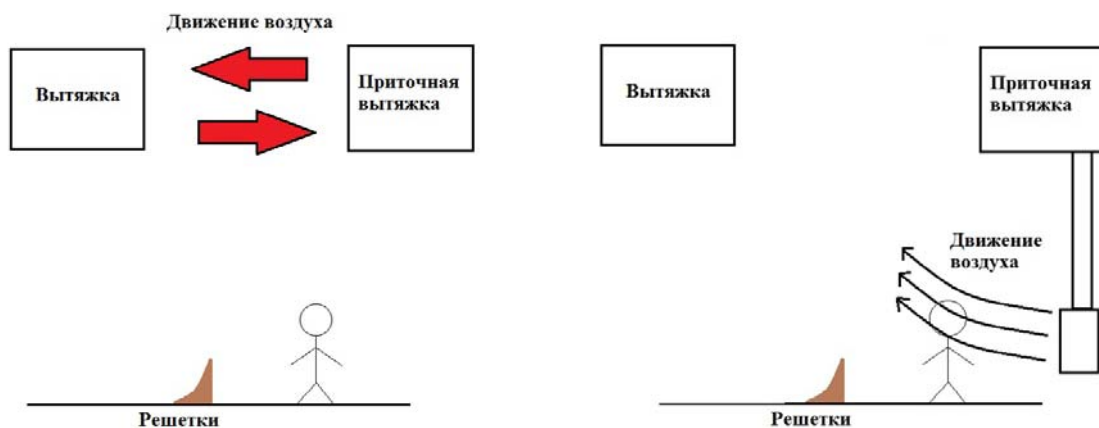 Движение воздуха
Вытяжка
Приточная
вытяжка
Решетки
Вытяжка
Приточная
вытяжка
Движение
воздуха
Решетки